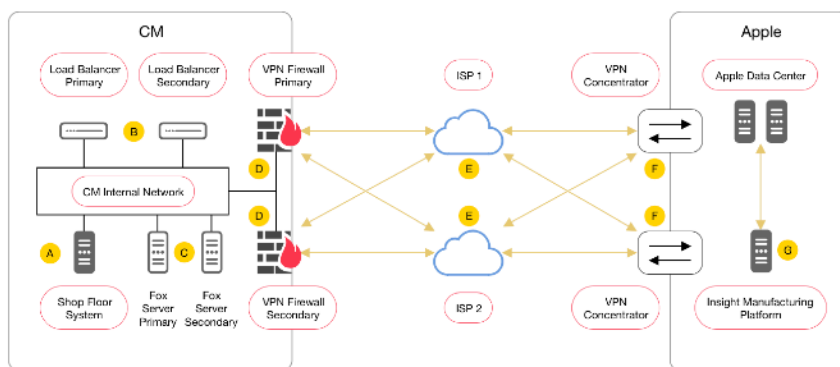 CM
Apple
Load Balancer
Primary
Load Balancer
Secondary
VPN Firewall
Primary
ISP 1
VPN
Concentrator
Apple Data Center
B
D
E
F
CM Internal Network
D
E
F
A
C
G
Shop Floor
System
Fox
Server
Primary
Fox
Server
Secondary
VPN Firewall
Secondary
ISP 2
VPN
Concentrator
Insight Manufacturing
Platform